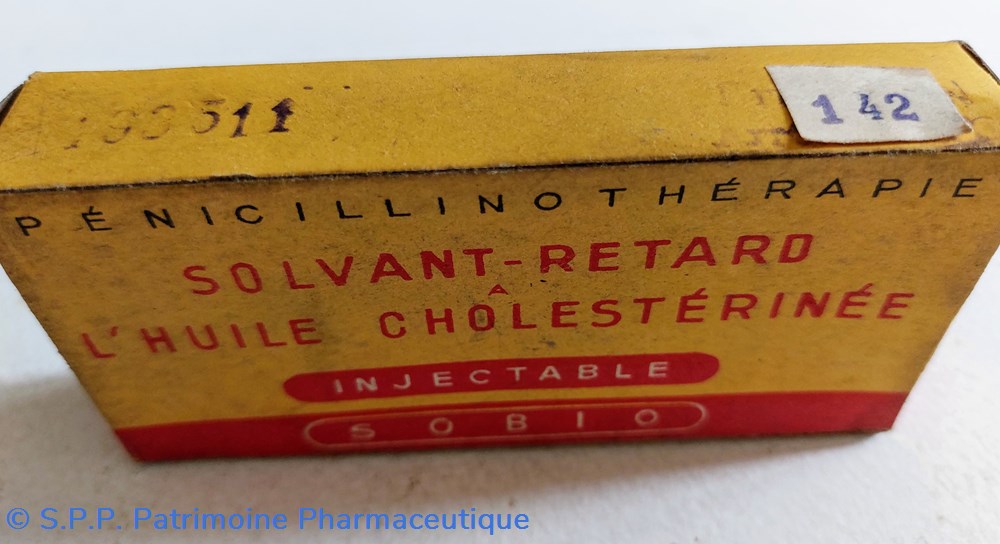 142
PÉNICILLINOTHÉRAPIE
SOLVANT-RETARD
A
L'HUILE CHOLESTÉRINÉE
INJECTABLE
SOBIO
© S.P.P. Patrimoine Pharmaceutique